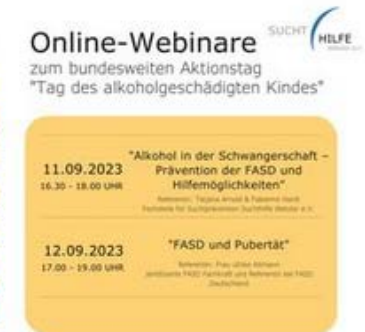 Online-Webinare
SUCHT
HILFE
zum bundesweiten Aktionstag
"Tag des alkoholgeschädigten Kindes"
11.09.2023
16.30 - 18.00 UHR
"Alkohol in der Schwangerschaft –
Prävention der FASD und
Hilfemöglichkeiten"
12.09.2023
17.00 - 19.00 UHR
"FASD und Pubertät"